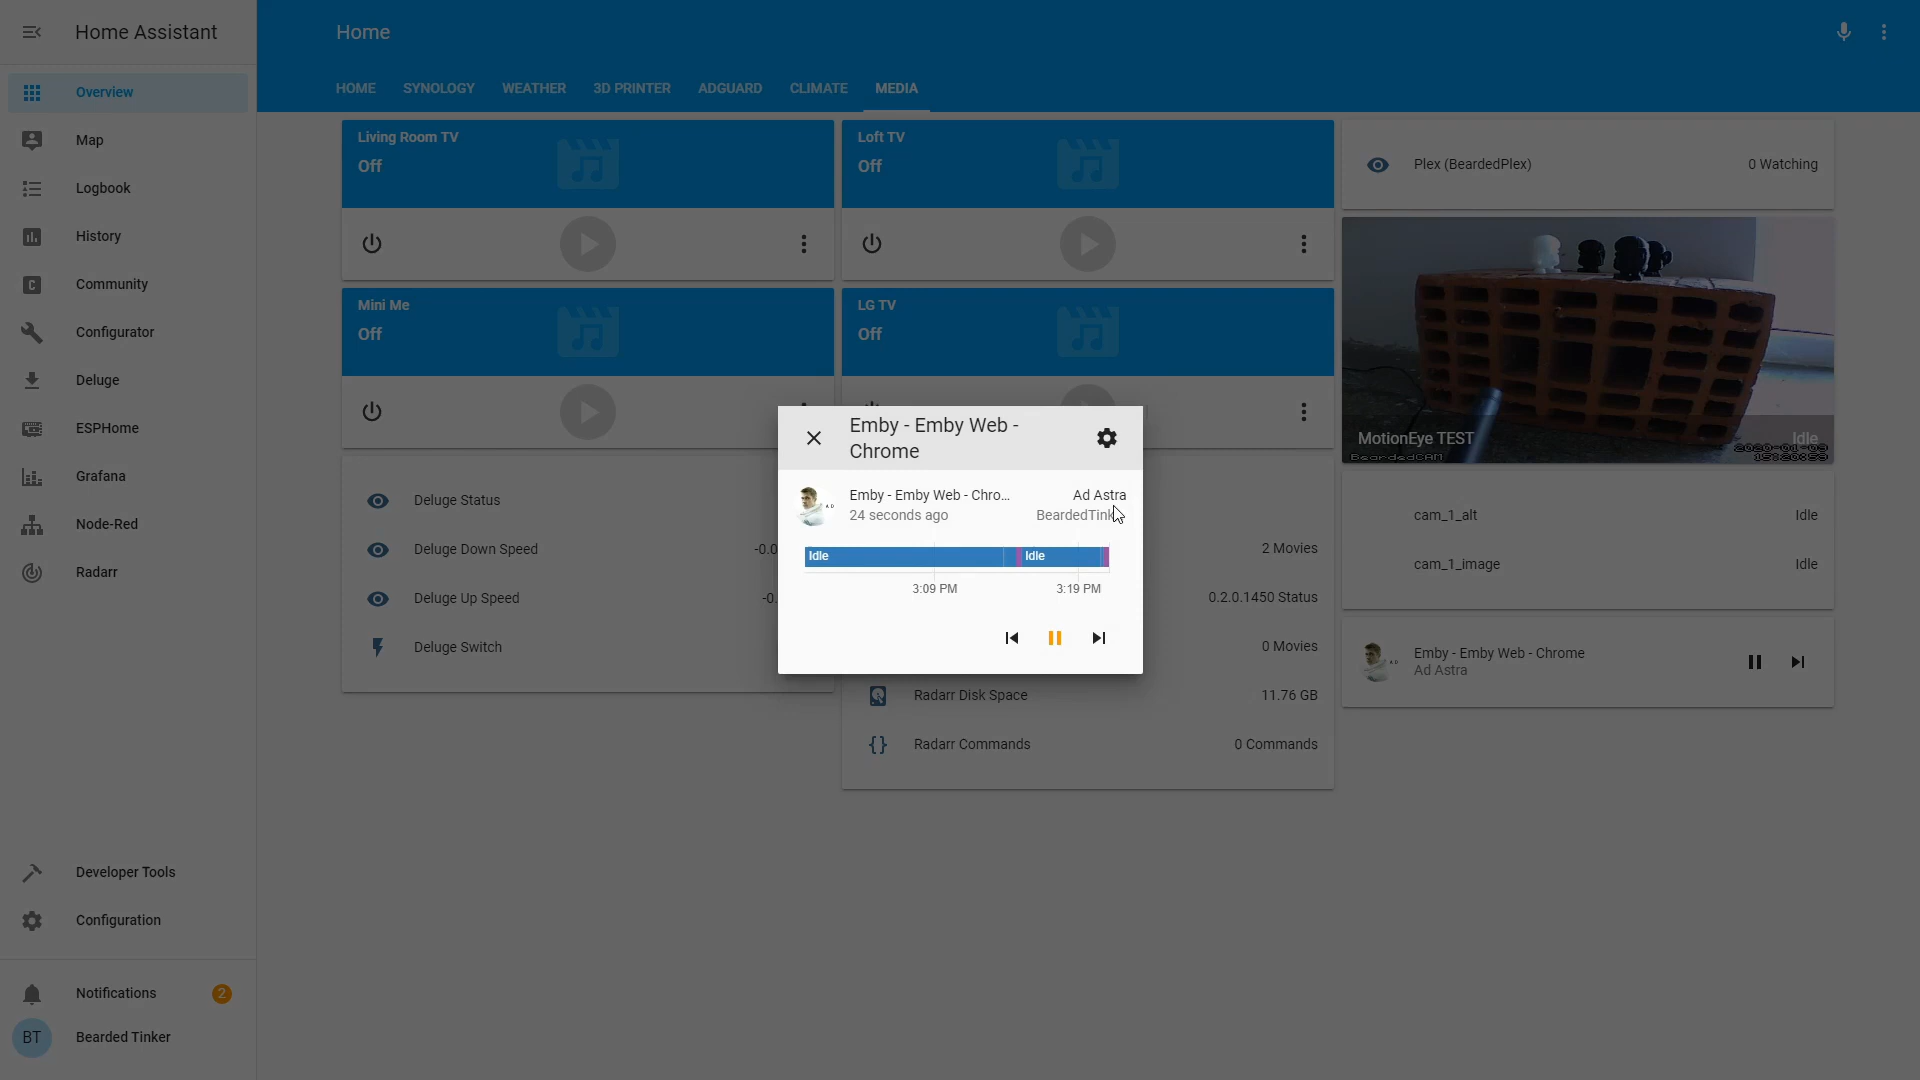 Home Assistant
Home
HOME
SYNOLOGY
WEATHER
3D PRINTER
ADGUARD
CLIMATE
MEDIA
Overview
Map
Logbook
History
Community
Configurator
Deluge
ESPHome
Grafana
Node-Red
Radarr
Developer Tools
Configuration
Notifications
2
BT
Bearded Tinker
Living Room TV
Off
Loft TV
Off
Mini Me
Off
LG TV
Off
Deluge Status
Deluge Down Speed
-0.0
Deluge Up Speed
-0.
Deluge Switch
2 Movies
0.2.0.1450 Status
0 Movies
Radarr Disk Space
11.76 GB
Radarr Commands
0 Commands
Plex (BeardedPlex)
0 Watching
MotionEye TEST
Idle
BeardedCAM
cam_1_alt
Idle
cam_1_image
Idle
Emby - Emby Web - Chrome
Ad Astra
Emby - Emby Web -
Chrome
Emby - Emby Web - Chro...
Ad Astra
24 seconds ago
BeardedTink
Idle
Idle
3:09 PM
3:19 PM